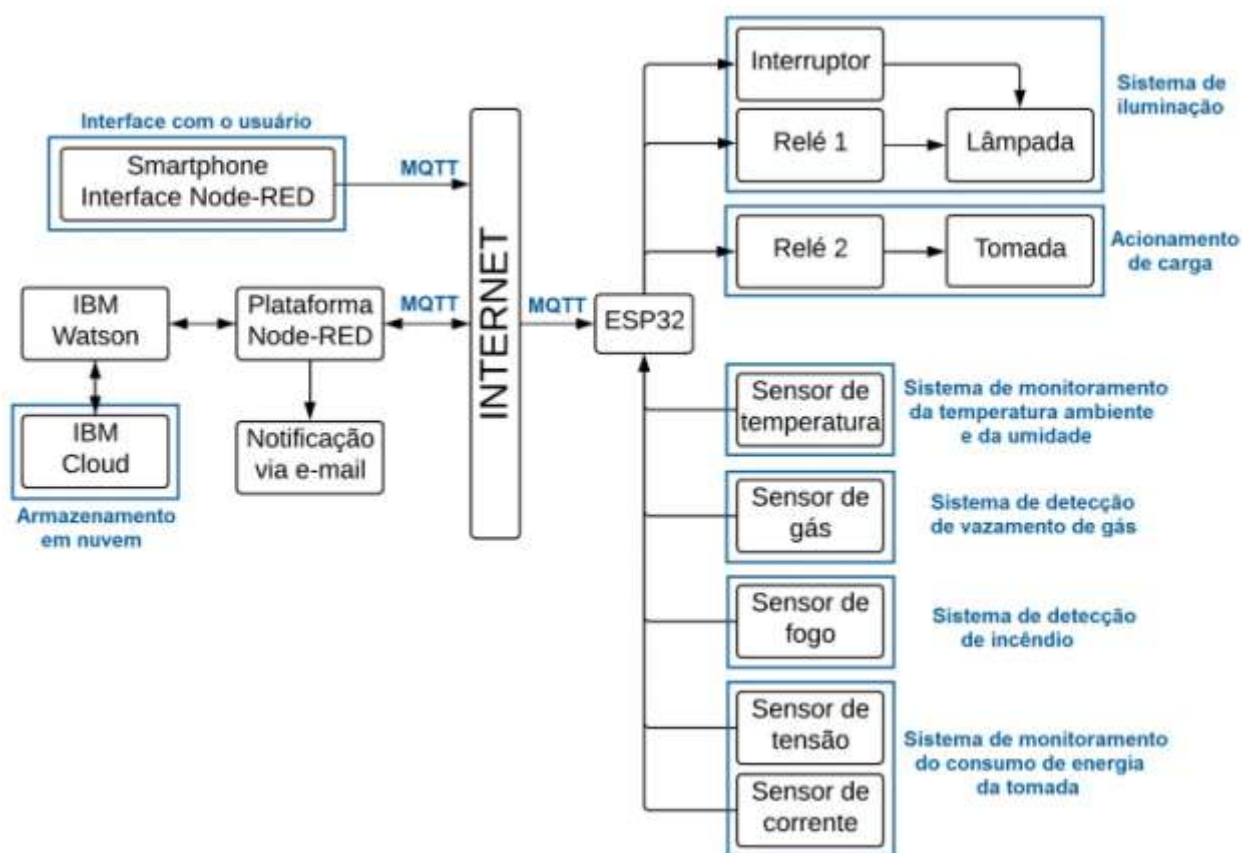 Interface com o usuário
Smartphone
Interface Node-RED
MQTT
IBM
Watson
Plataforma
Node-RED
MQTT
IBM
Cloud
Armazenamento
em nuvem
Notificação
via e-mail
INTERNET
MQTT
ESP32
Interruptor
Relé 1
Lâmpada
Sistema de
iluminação
Relé 2
Tomada
Acionamento
de carga
Sensor de
temperatura
Sistema de monitoramento
da temperatura ambiente
e da umidade
Sensor de
gás
Sistema de detecção
de vazamento de gás
Sensor de
fogo
Sistema de detecção
de incêndio
Sensor de
tensão
Sensor de
corrente
Sistema de monitoramento
do consumo de energia
da tomada